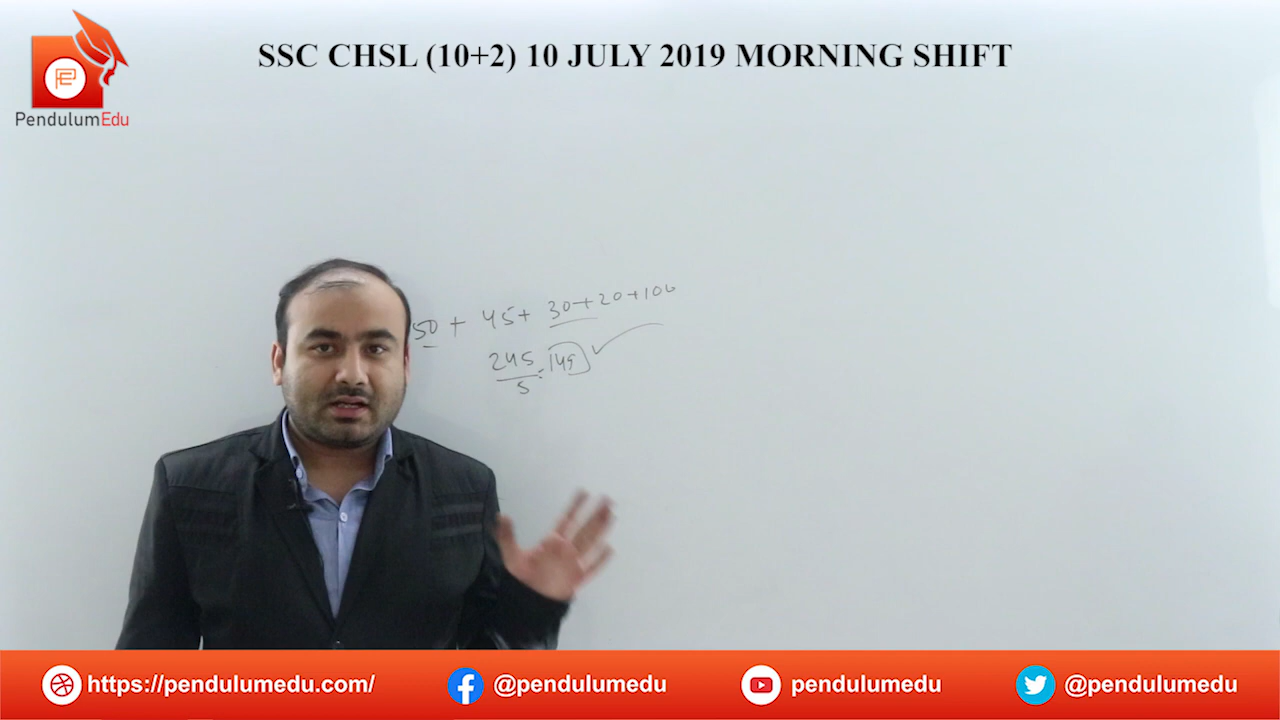 SSC CHSL (10+2) 10 JULY 2019 MORNING SHIFT
PendulumEdu
50 + 45 + 30 + 20 + 100
245
5
= 149
https://pendulumedu.com/
@pendulumedu
pendulumedu
@pendulumedu